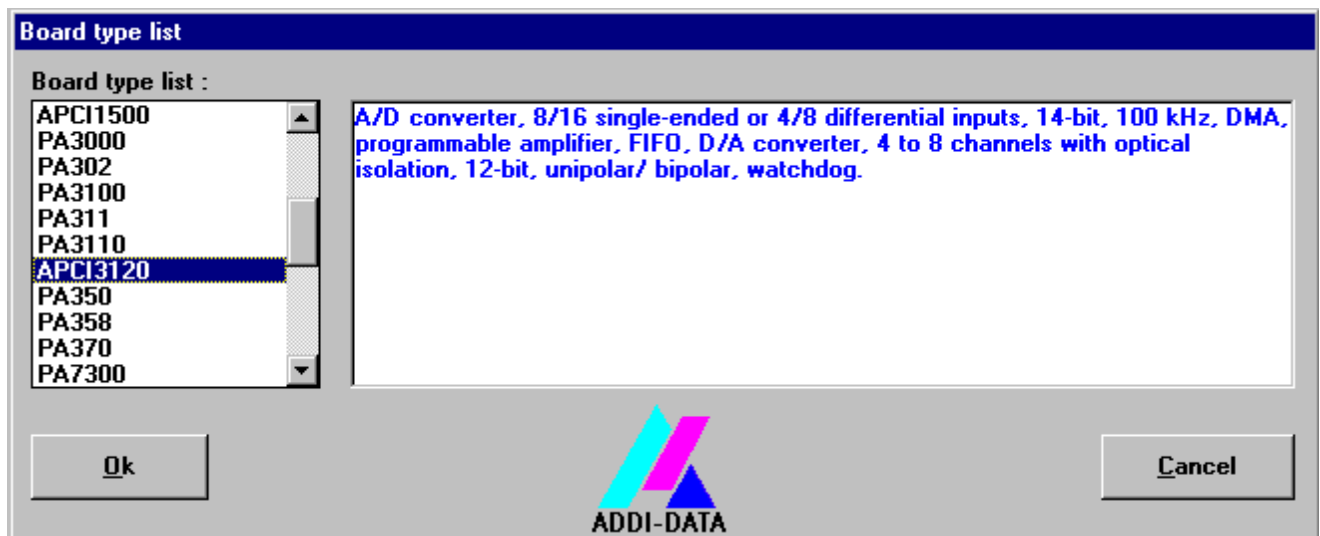 Board type list
Board type list :
APCI1500
PA3000
PA302
PA3100
PA311
PA3110
APCI3120
PA350
PA358
PA370
PA7300
A/D converter, 8/16 single-ended or 4/8 differential inputs, 14-bit, 100 kHz, DMA,
programmable amplifier, FIFO, D/A converter, 4 to 8 channels with optical
isolation, 12-bit, unipolar/ bipolar, watchdog.
Ok
ADDI-DATA
Cancel